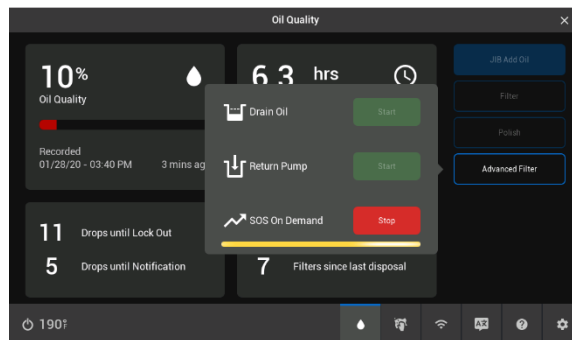 Oil Quality
10%
Oil Quality
Recorded
01/28/20 - 03:40 PM 3 mins ag
6.3 hrs
Drain Oil Start
Return Pump Start
SOS On Demand Stop
11 Drops until Lock Out
5 Drops until Notification
7 Filters since last disposal
JIB Add Oil
Filter
Polish
Advanced Filter
190°F